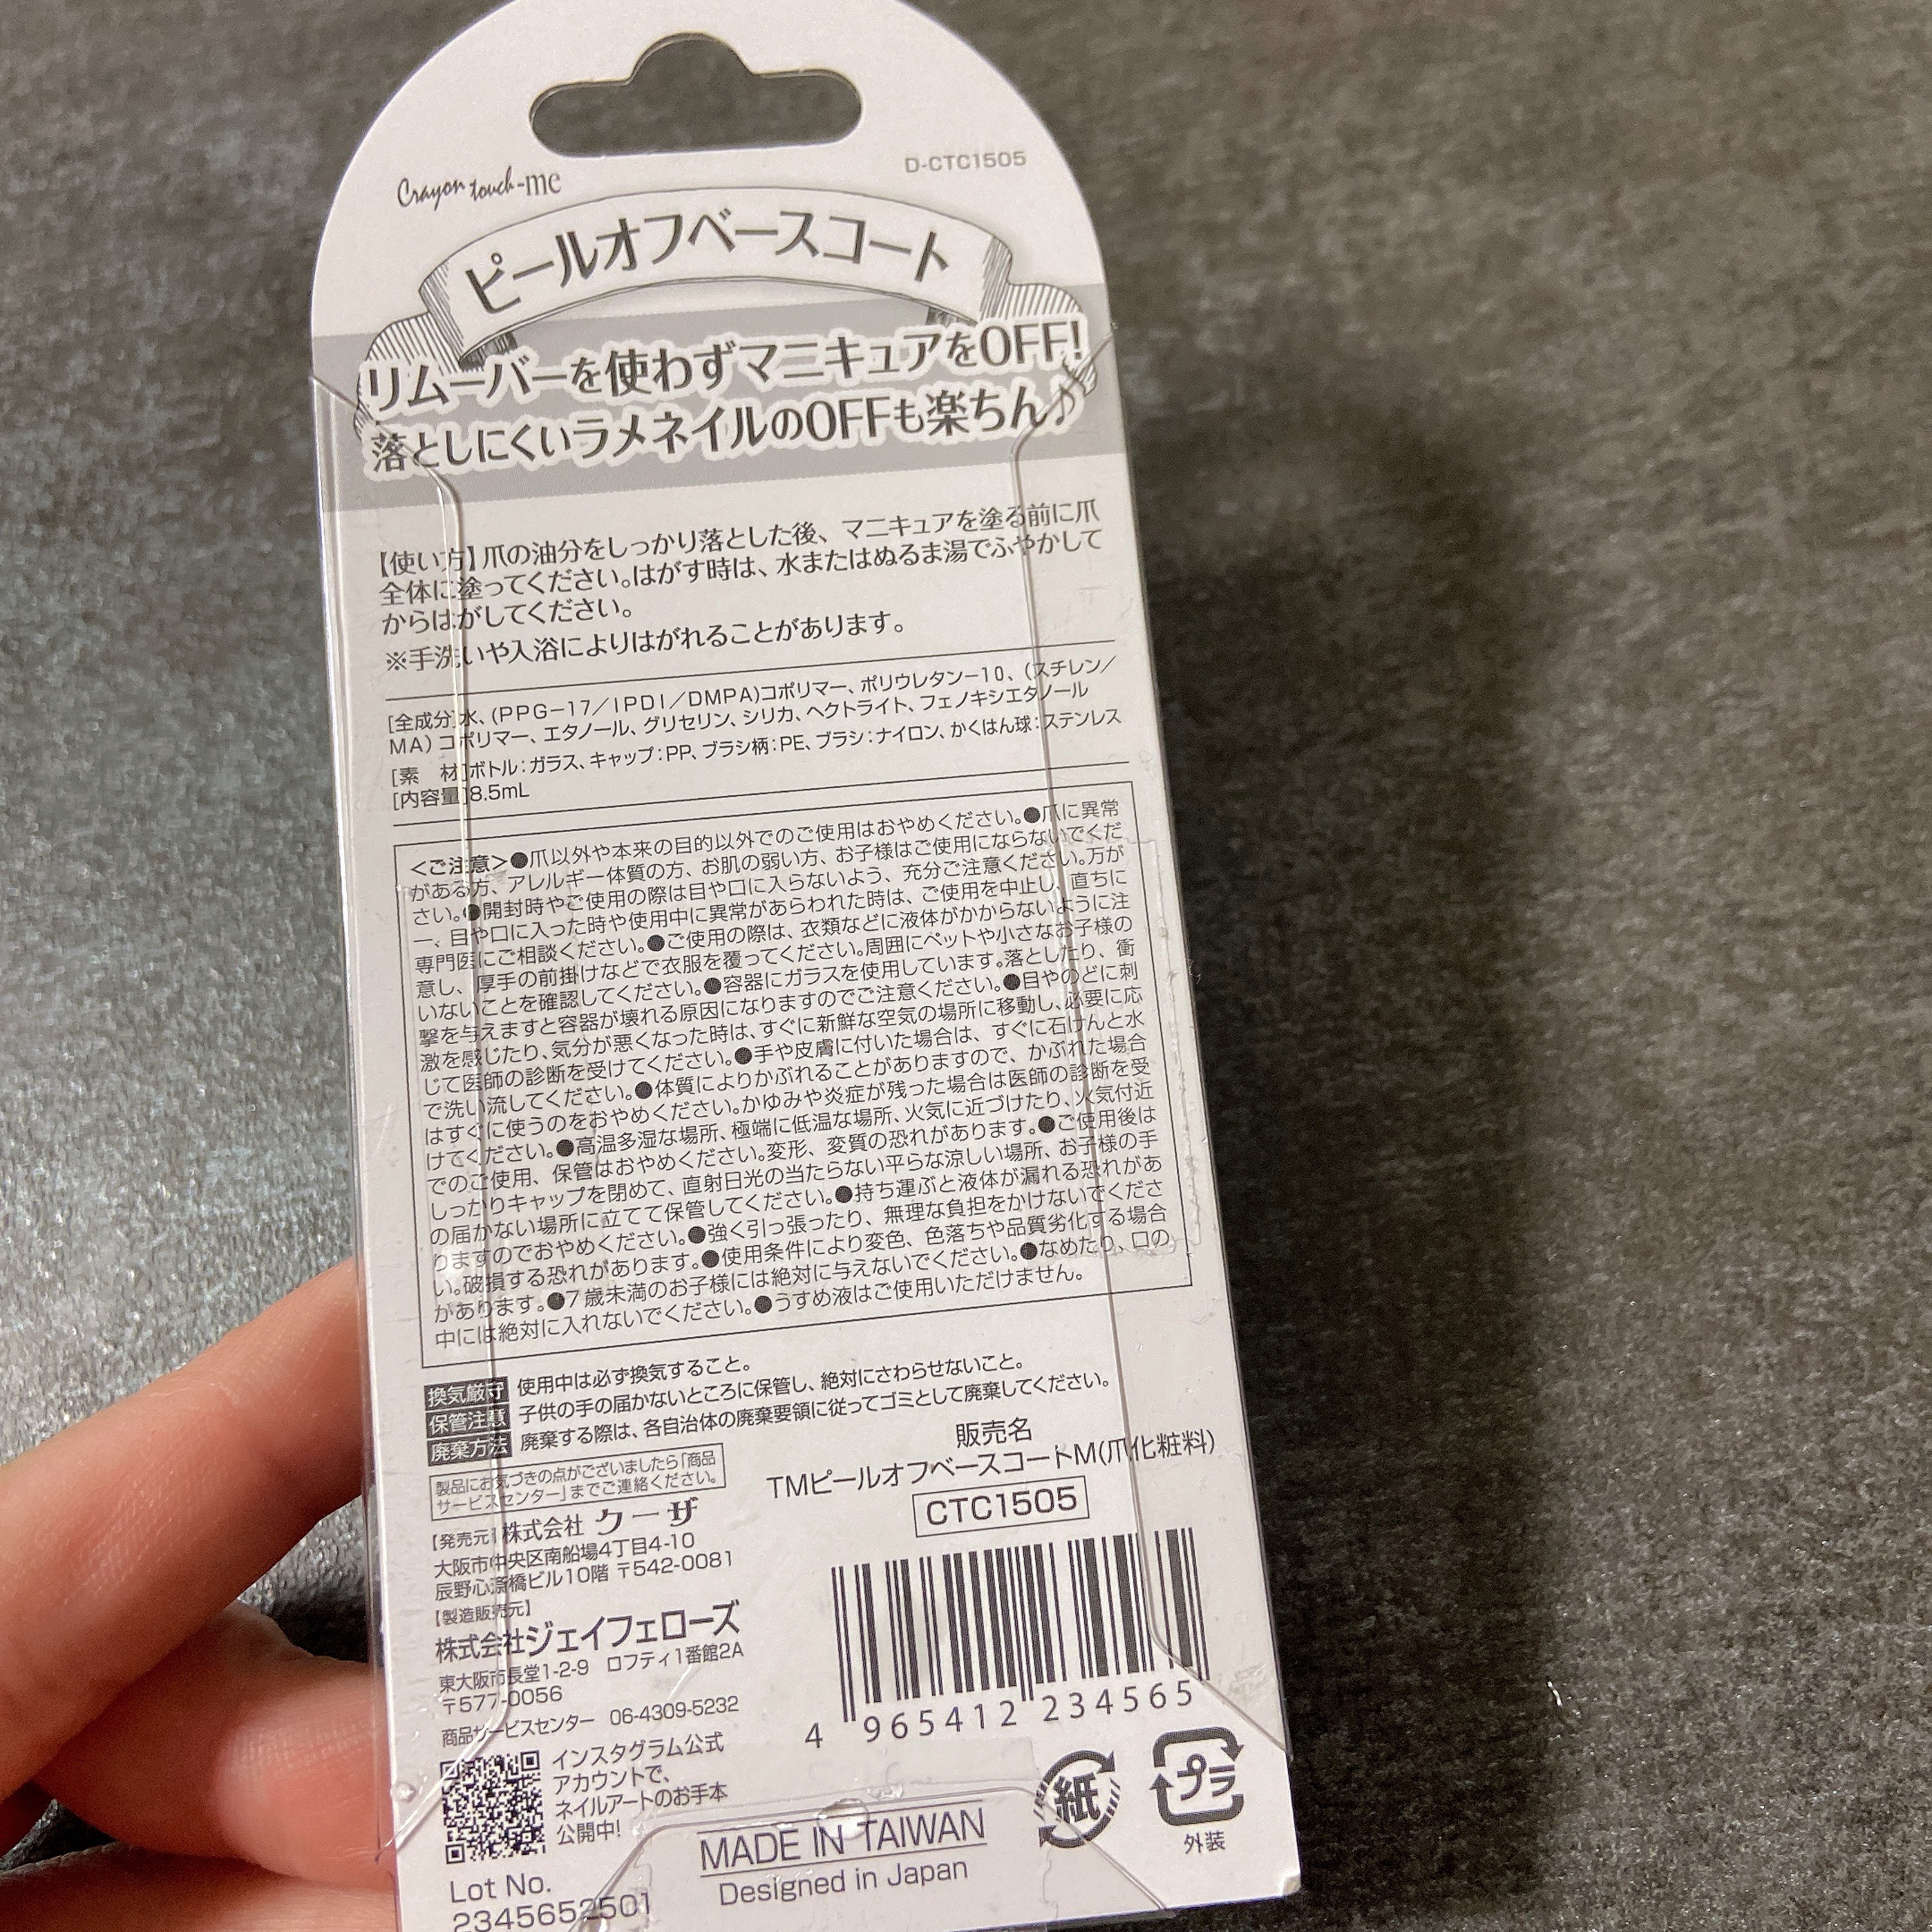 Crayon touch-me
D-CTC1505
ピールオフベースコート
リムーバーを使わずマニキュアをOFF!
落としにくいラメネイルのOFFも楽ちん♪
【使い方】爪の油分をしっかり落とした後、マニキュアを塗る前に爪
全体に塗ってください。はがす時は、水またはぬるま湯でふやかして
からはがしてください。
※手洗いや入浴によりはがれることがあります。
[全成分]水、(PPG−17／IPDI／DMPA)コポリマー、ポリウレタン−10、(スチレン／
MA)コポリマー、エタノール、グリセリン、シリカ、ヘクトライト、フェノキシエタノール
[素　材]ボトル：ガラス、キャップ：PP、ブラシ柄：PE、ブラシ：ナイロン、かくはん球：ステンレス
[内容量]8.5mL
＜ご注意＞●爪以外や本来の目的以外でのご使用はおやめください。●爪に異常
がある方、アレルギー体質の方、お肌の弱い方、お子様はご使用にならないでくだ
さい。●開封時やご使用の際は目や口に入らないよう、充分ご注意ください。万が
一、目や口に入った時や使用中に異常があらわれた時は、ご使用を中止し、直ちに
専門医にご相談ください。●ご使用の際は、衣類などに液体がかからないように注
意し、厚手の前掛けなどで衣服を覆ってください。周囲にペットや小さなお子様の
いないことを確認してください。●容器にガラスを使用しています。落としたり、衝
撃を与えますと容器が壊れる原因になりますのでご注意ください。●目やのどに刺
激を感じたり、気分が悪くなった時は、すぐに新鮮な空気の場所に移動し、必要に応
じて医師の診断を受けてください。●手や皮膚に付いた場合は、すぐに石けんと水
で洗い流してください。●体質によりかぶれることがありますので、かぶれた場合
はすぐに使うのをおやめください。かゆみや炎症が残った場合は医師の診断を受
けてください。●高温多湿な場所、極端に低温な場所、火気に近づけたり、火気付近
でのご使用、保管はおやめください。変形、変質の恐れがあります。●ご使用後は
しっかりキャップを閉めて、直射日光の当たらない平らな涼しい場所、お子様の手
の届かない場所に立てて保管してください。●持ち運ぶと液体が漏れる恐れがあ
りますのでおやめください。●強く引っ張ったり、無理な負担をかけないでくださ
い。破損する恐れがあります。●使用条件により変色、色落ちや品質劣化する場合
があります。●7歳未満のお子様には絶対に与えないでください。●なめたり、口の
中には絶対に入れないでください。●うすめ液はご使用いただけません。
換気厳守 使用中は必ず換気すること。
保管注意 子供の手の届かないところに保管し、絶対にさわらせないこと。
廃棄方法 廃棄する際は、各自治体の廃棄要領に従ってゴミとして廃棄してください。
製品にお気づきの点がございましたら「商品
サービスセンター」までご連絡ください。
【発売元】株式会社 クーザ
大阪市中央区南船場4丁目4-10
辰野心斎橋ビル10階 〒542-0081
【製造販売元】
株式会社ジェイフェローズ
東大阪市長堂1-2-9　ロフティ1番館2A
〒577-0056
商品サービスセンター　06-4309-5232
インスタグラム公式
アカウントで、
ネイルアートのお手本
公開中!
Lot No.
2345652501
販売名
TMピールオフベースコートM(爪化粧料)
CTC1505
4 965412 234565
紙
プラ
外装
MADE IN TAIWAN
Designed in Japan